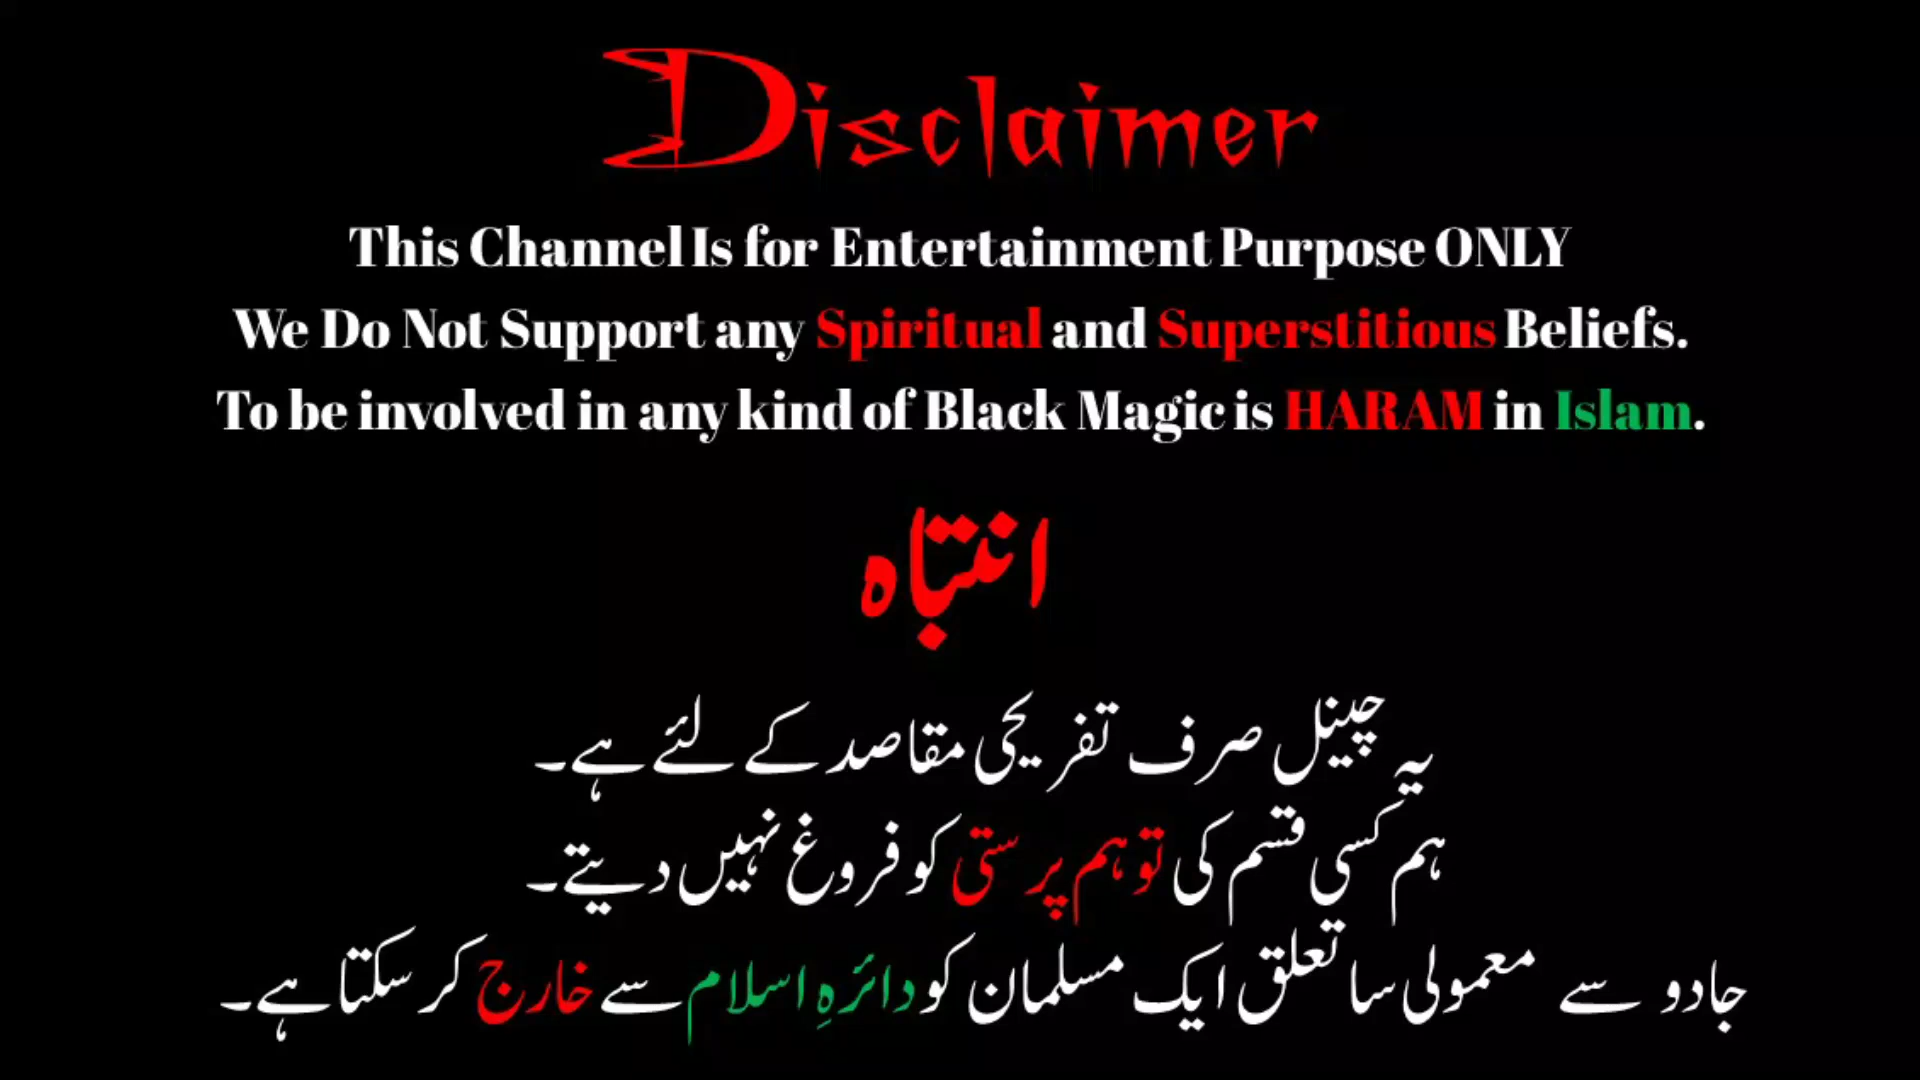 Disclaimer
This Channel Is for Entertainment Purpose ONLY
We Do Not Support any Spiritual and Superstitious Beliefs.
To be involved in any kind of Black Magic is HARAM in Islam.
انتباہ
یہ چینل صرف تفریحی مقاصد کے لئے ہے۔
ہم کسی قسم کی توہم پرستی کو فروغ نہیں دیتے۔
جادو سے معمولی سا تعلق ایک مسلمان کو دائرہِ اسلام سے خارج کر سکتا ہے۔